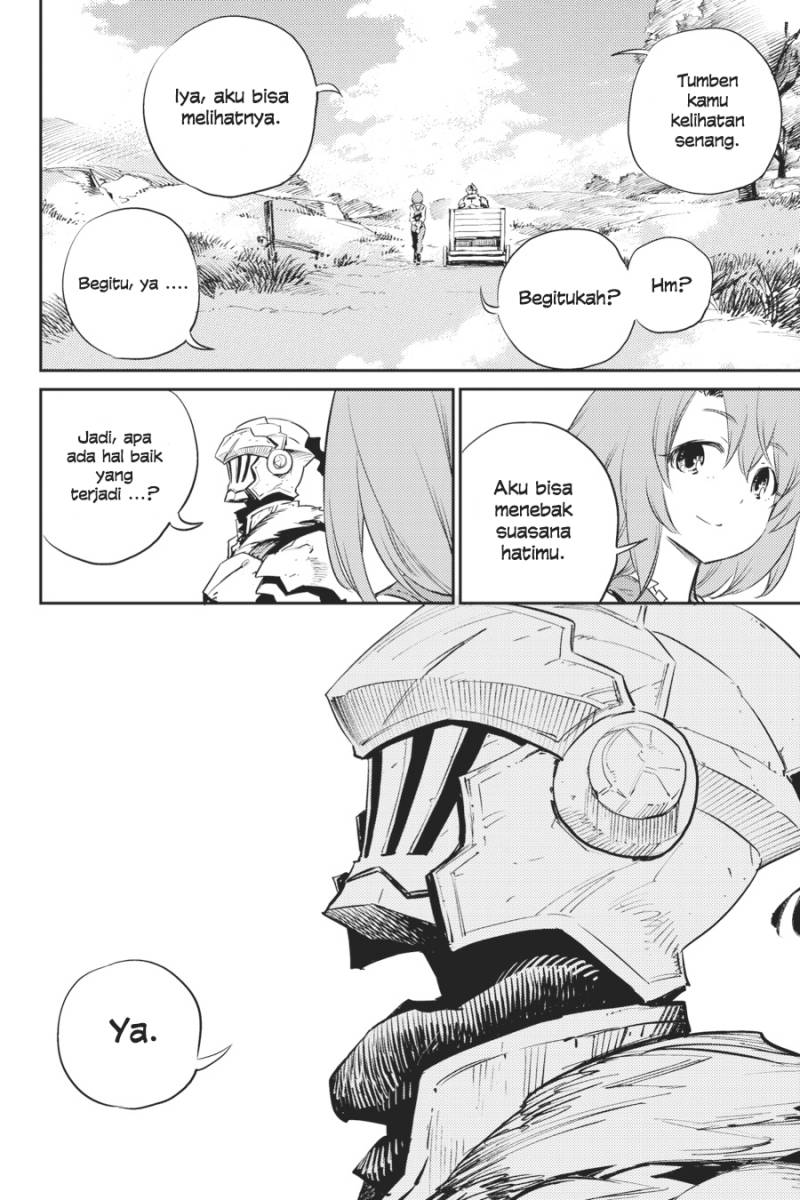 Tumben
kamu
kelihatan
senang.
Hm?
Begitukah?
Iya, aku bisa
melihatnya.
Begitu, ya ....
Aku bisa
menebak
suasana
hatimu.
Jadi, apa
ada hal baik
yang
terjadi ...?
Ya.